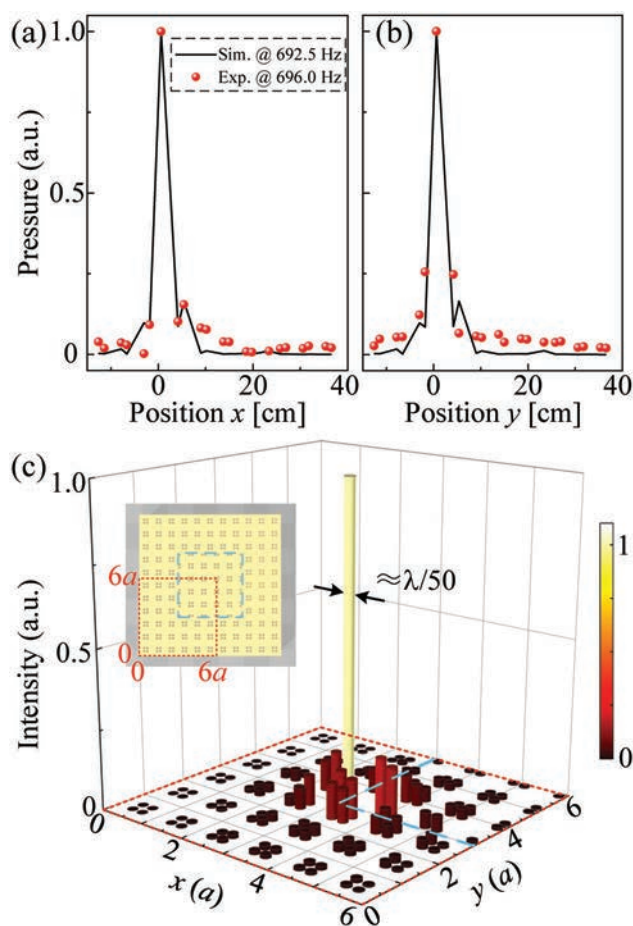 (a)
(b)
1.0
0.5
0
Pressure (a.u.)
Sim. @ 692.5 Hz
Exp. @ 696.0 Hz
0 20 40
0 20 40
Position x [cm]
Position y [cm]
(c)
1.0
0.5
0
Intensity (a.u.)
6a
0
0
6a
≈λ/50
1
0
0
2
4
6
x (a)
0
2
4
6
y (a)